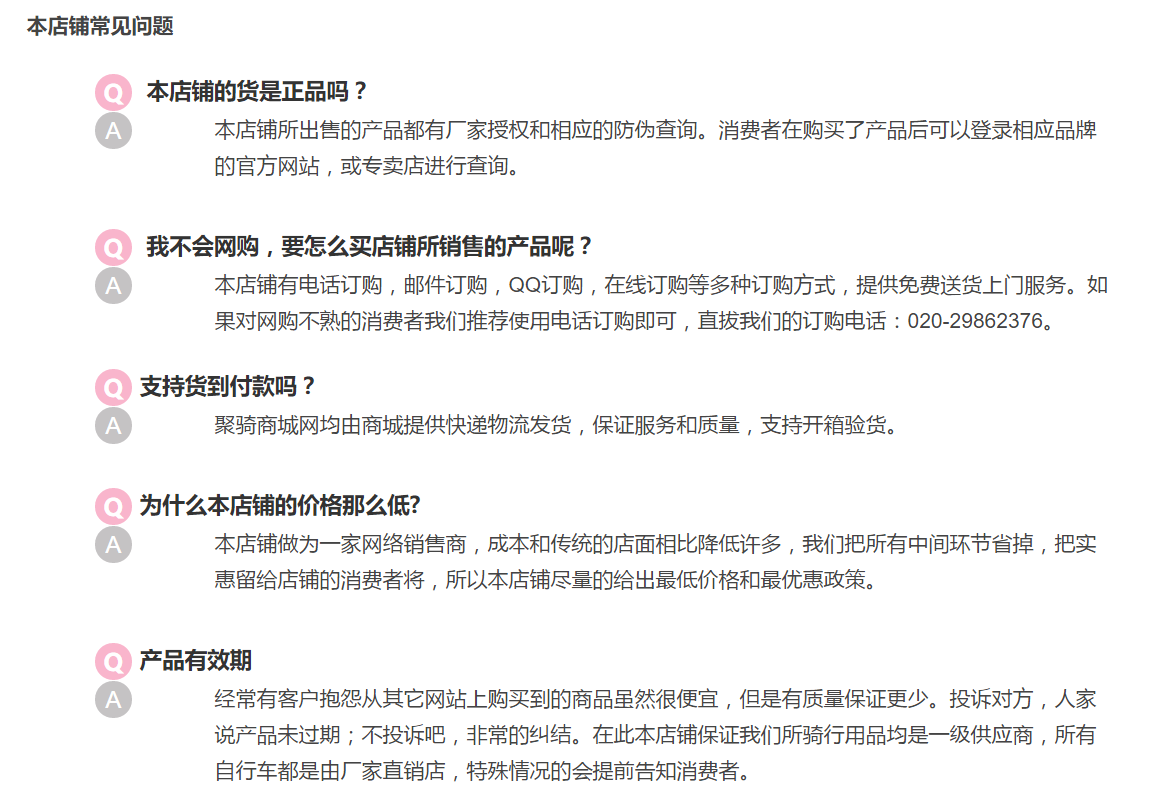 本店铺常见问题
Q 本店铺的货是正品吗？
A 本店铺所出售的产品都有厂家授权和相应的防伪查询。消费者在购买了产品后可以登录相应品牌
的官方网站，或专卖店进行查询。
Q 我不会网购，要怎么买店铺所销售的产品呢？
A 本店铺有电话订购，邮件订购，QQ订购，在线订购等多种订购方式，提供免费送货上门服务。如
果对网购不熟的消费者我们推荐使用电话订购即可，直拔我们的订购电话：020-29862376。
Q 支持货到付款吗？
A 聚骑商城网均由商城提供快递物流发货，保证服务和质量，支持开箱验货。
Q 为什么本店铺的价格那么低?
A 本店铺做为一家网络销售商，成本和传统的店面相比降低许多，我们把所有中间环节省掉，把实
惠留给店铺的消费者将，所以本店铺尽量的给出最低价格和最优惠政策。
Q 产品有效期
A 经常有客户抱怨从其它网站上购买到的商品虽然很便宜，但是有质量保证更少。投诉对方，人家
说产品未过期；不投诉吧，非常的纠结。在此本店铺保证我们所骑行用品均是一级供应商，所有
自行车都是由厂家直销店，特殊情况的会提前告知消费者。